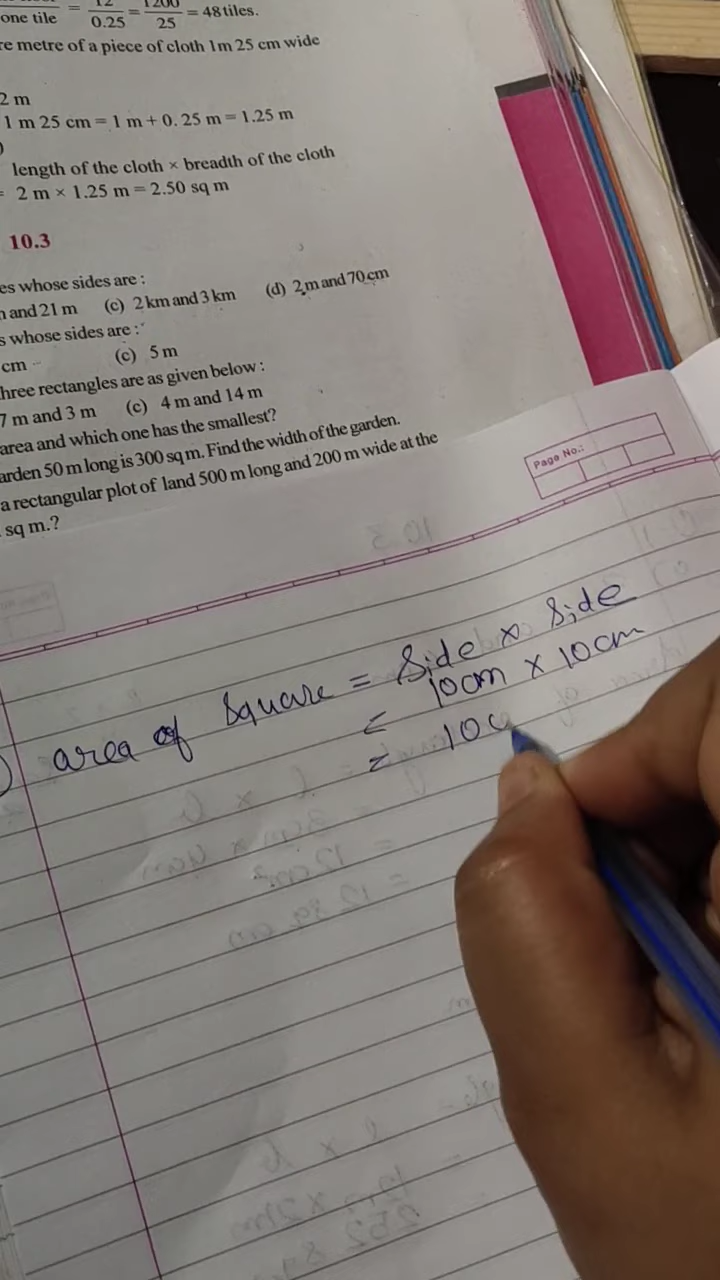 one tile = 12/0.25 = 1200/25 = 48 tiles.
re metre of a piece of cloth 1m 25 cm wide
2 m
1 m 25 cm = 1 m + 0.25 m = 1.25 m
)
length of the cloth × breadth of the cloth
= 2 m × 1.25 m = 2.50 sq m
10.3
es whose sides are :
and 21 m (c) 2 km and 3 km (d) 2 m and 70 cm
s whose sides are :
cm (c) 5 m
hree rectangles are as given below :
7 m and 3 m (c) 4 m and 14 m
area and which one has the smallest?
arden 50 m long is 300 sq m. Find the width of the garden.
a rectangular plot of land 500 m long and 200 m wide at the
sq m.?
Page No.:
) area of square = Side × Side
= 10cm × 10cm
= 100